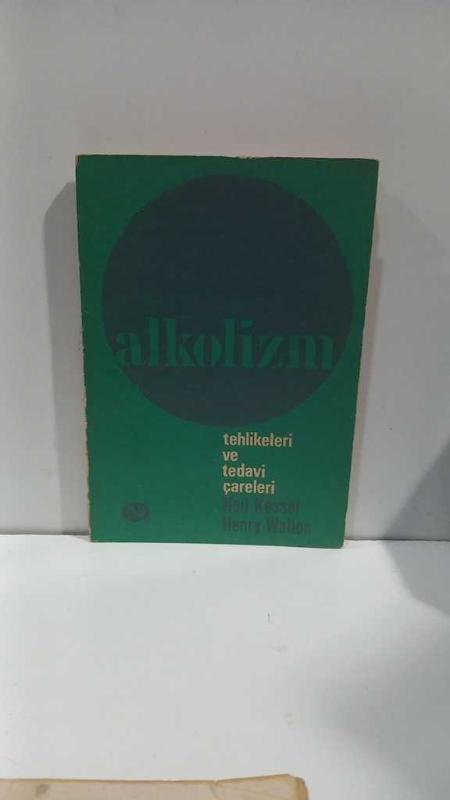 alkolizm
tehlikeleri
ve
tedavi
çareleri
Neil Kessel
Henry Walton